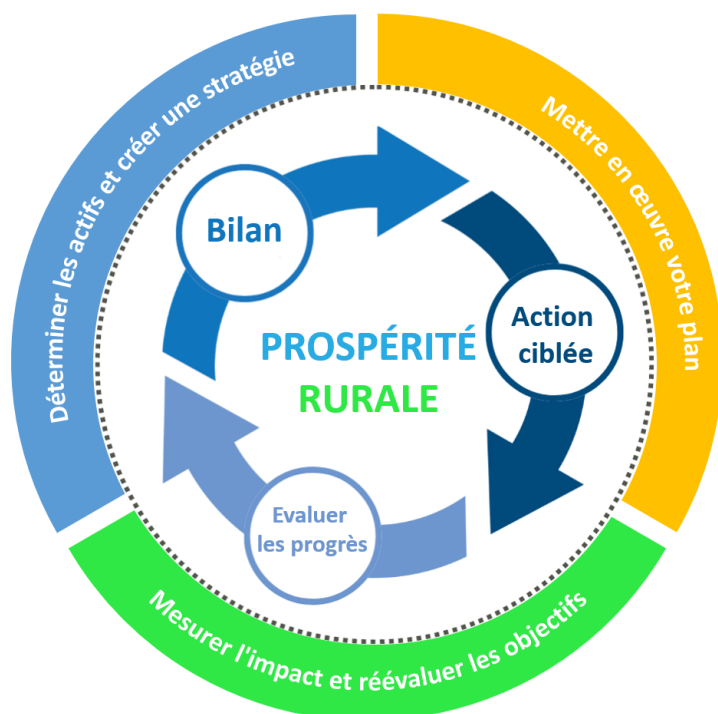 Déterminer les actifs et créer une stratégie
Mettre en œuvre votre plan
Bilan
Action
ciblée
PROSPÉRITÉ
RURALE
Evaluer
les progrès
Mesurer l'impact et réévaluer les objectifs